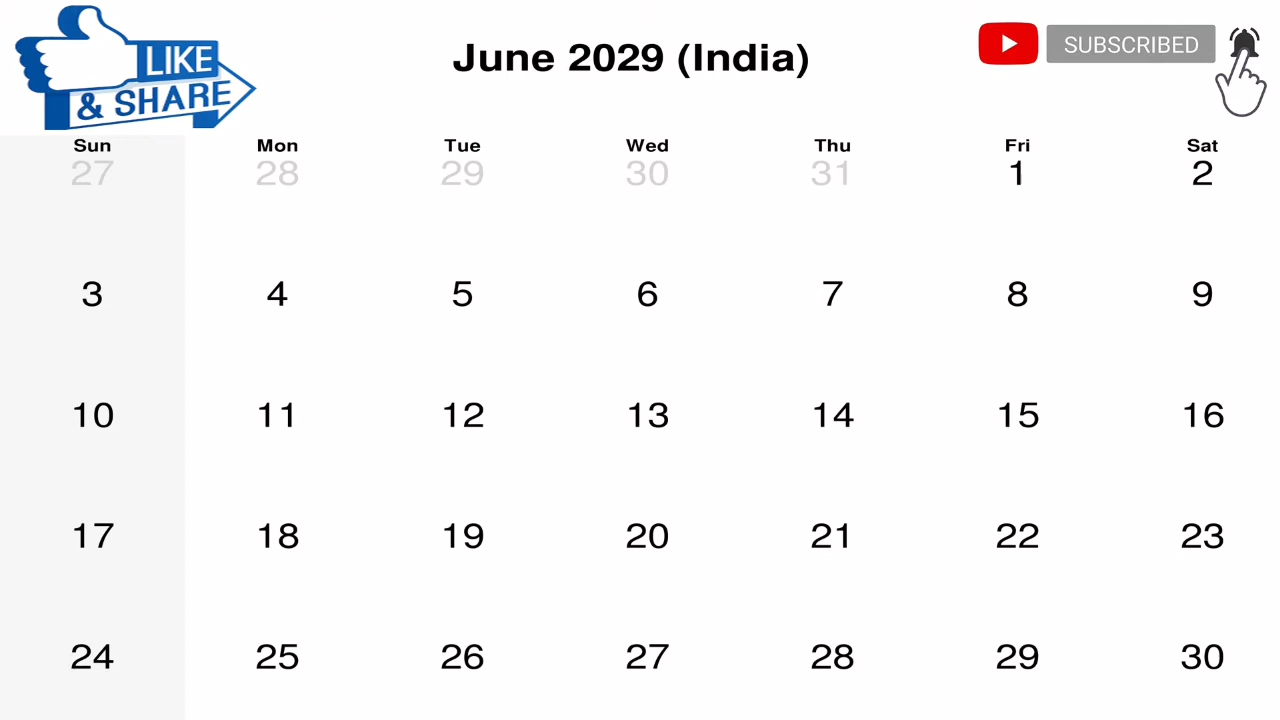 LIKE
& SHARE
June 2029 (India)
SUBSCRIBED
Sun Mon Tue Wed Thu Fri Sat
27 28 29 30 31 1 2
3 4 5 6 7 8 9
10 11 12 13 14 15 16
17 18 19 20 21 22 23
24 25 26 27 28 29 30